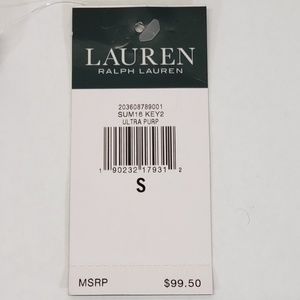 LAUREN
RALPH LAUREN
203608789001
SUM16 KEY2
ULTRA PURP
1 90232 17931 2
S
MSRP $99.50